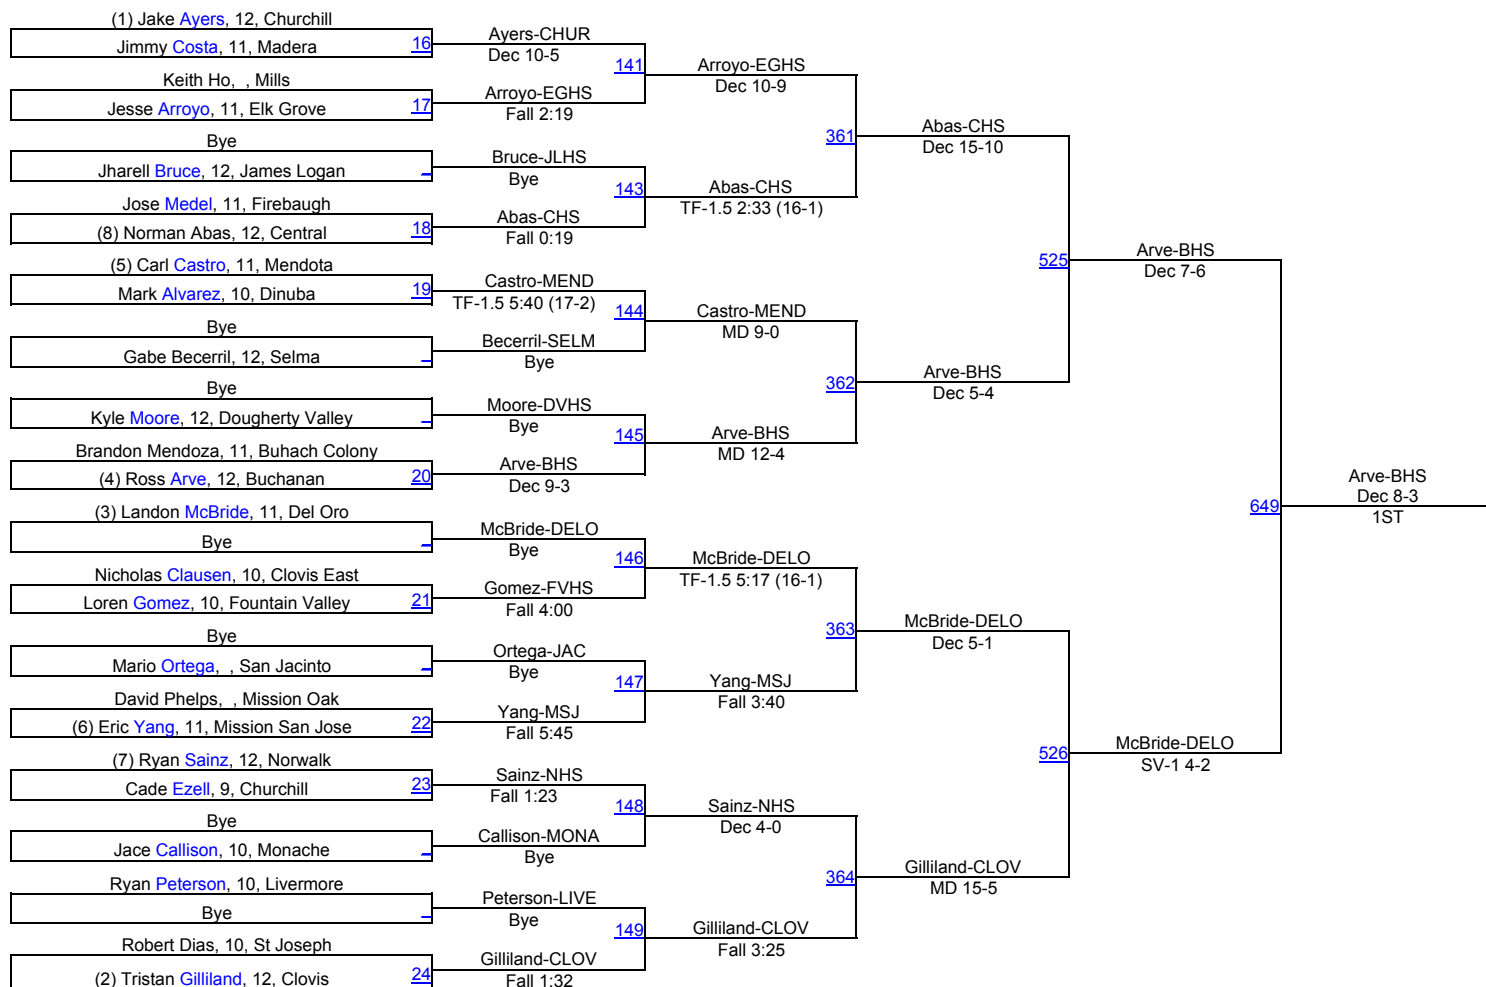 (1) Jake Ayers, 12, Churchill
Jimmy Costa, 11, Madera
16
Keith Ho, , Mills
Jesse Arroyo, 11, Elk Grove
17
Bye
Jharell Bruce, 12, James Logan
Jose Medel, 11, Firebaugh
(8) Norman Abas, 12, Central
18
(5) Carl Castro, 11, Mendota
Mark Alvarez, 10, Dinuba
19
Bye
Gabe Becerril, 12, Selma
Bye
Kyle Moore, 12, Dougherty Valley
Brandon Mendoza, 11, Buhach Colony
(4) Ross Arve, 12, Buchanan
20
(3) Landon McBride, 11, Del Oro
Bye
Nicholas Clausen, 10, Clovis East
Loren Gomez, 10, Fountain Valley
21
Bye
Mario Ortega, , San Jacinto
David Phelps, , Mission Oak
(6) Eric Yang, 11, Mission San Jose
22
(7) Ryan Sainz, 12, Norwalk
Cade Ezell, 9, Churchill
23
Bye
Jace Callison, 10, Monache
Ryan Peterson, 10, Livermore
Bye
Robert Dias, 10, St Joseph
(2) Tristan Gilliland, 12, Clovis
24
Ayers-CHUR
Dec 10-5
141
Arroyo-EGHS
Fall 2:19
Bruce-JLHS
Bye
143
Abas-CHS
Fall 0:19
Castro-MEND
TF-1.5 5:40 (17-2)
144
Becerril-SELM
Bye
Moore-DVHS
Bye
145
Arve-BHS
Dec 9-3
McBride-DELO
Bye
146
Gomez-FVHS
Fall 4:00
Ortega-JAC
Bye
147
Yang-MSJ
Fall 5:45
Sainz-NHS
Fall 1:23
148
Callison-MONA
Bye
Peterson-LIVE
Bye
149
Gilliland-CLOV
Fall 1:32
Arroyo-EGHS
Dec 10-9
361
Abas-CHS
TF-1.5 2:33 (16-1)
Castro-MEND
MD 9-0
362
Arve-BHS
MD 12-4
McBride-DELO
TF-1.5 5:17 (16-1)
363
Yang-MSJ
Fall 3:40
Sainz-NHS
Dec 4-0
364
Gilliland-CLOV
Fall 3:25
Abas-CHS
Dec 15-10
525
Arve-BHS
Dec 5-4
McBride-DELO
Dec 5-1
526
Gilliland-CLOV
MD 15-5
Arve-BHS
Dec 7-6
649
McBride-DELO
SV-1 4-2
Arve-BHS
Dec 8-3
1ST